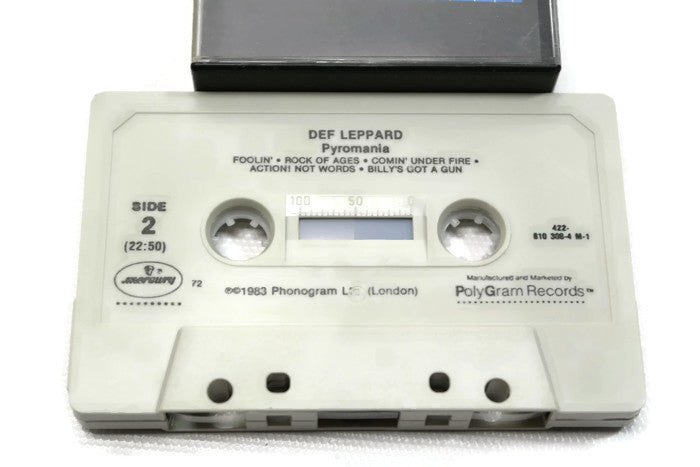 DEF LEPPARD
Pyromania
FOOLIN' • ROCK OF AGES • COMIN' UNDER FIRE •
ACTION! NOT WORDS • BILLY'S GOT A GUN
SIDE
2
(22:50)
100 50 0
422-
810 308-4 M-1
72
℗©1983 Phonogram Ltd. (London)
Manufactured and Marketed by
PolyGram Records™